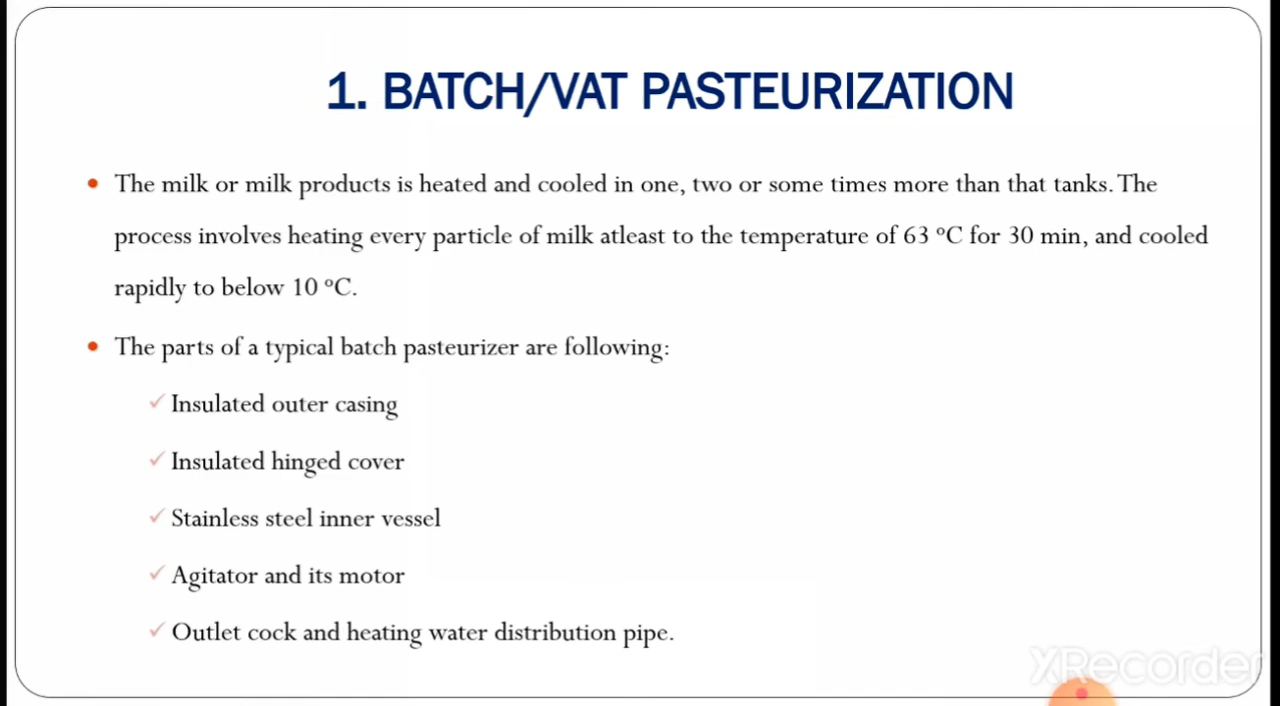 1. BATCH/VAT PASTEURIZATION
The milk or milk products is heated and cooled in one, two or some times more than that tanks. The
process involves heating every particle of milk atleast to the temperature of 63 ºC for 30 min, and cooled
rapidly to below 10 ºC.
The parts of a typical batch pasteurizer are following:
Insulated outer casing
Insulated hinged cover
Stainless steel inner vessel
Agitator and its motor
Outlet cock and heating water distribution pipe.
XRecorder